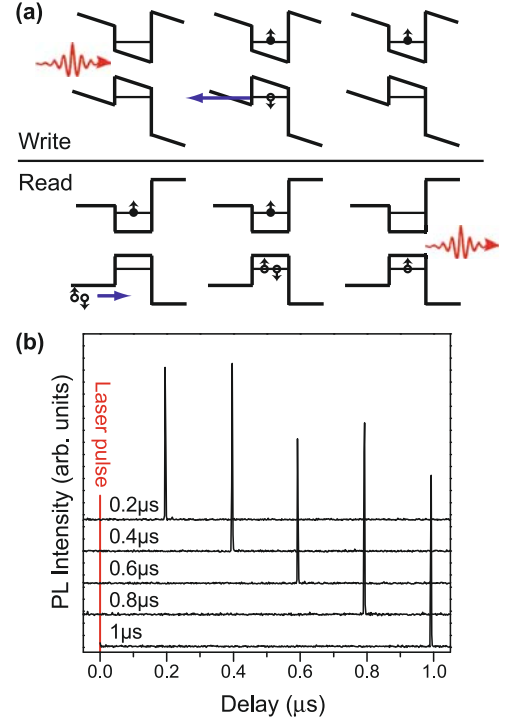 (a)
Write
Read
(b)
PL Intensity (arb. units)
Laser pulse
0.2µs
0.4µs
0.6µs
0.8µs
1µs
0.0 0.2 0.4 0.6 0.8 1.0
Delay (µs)